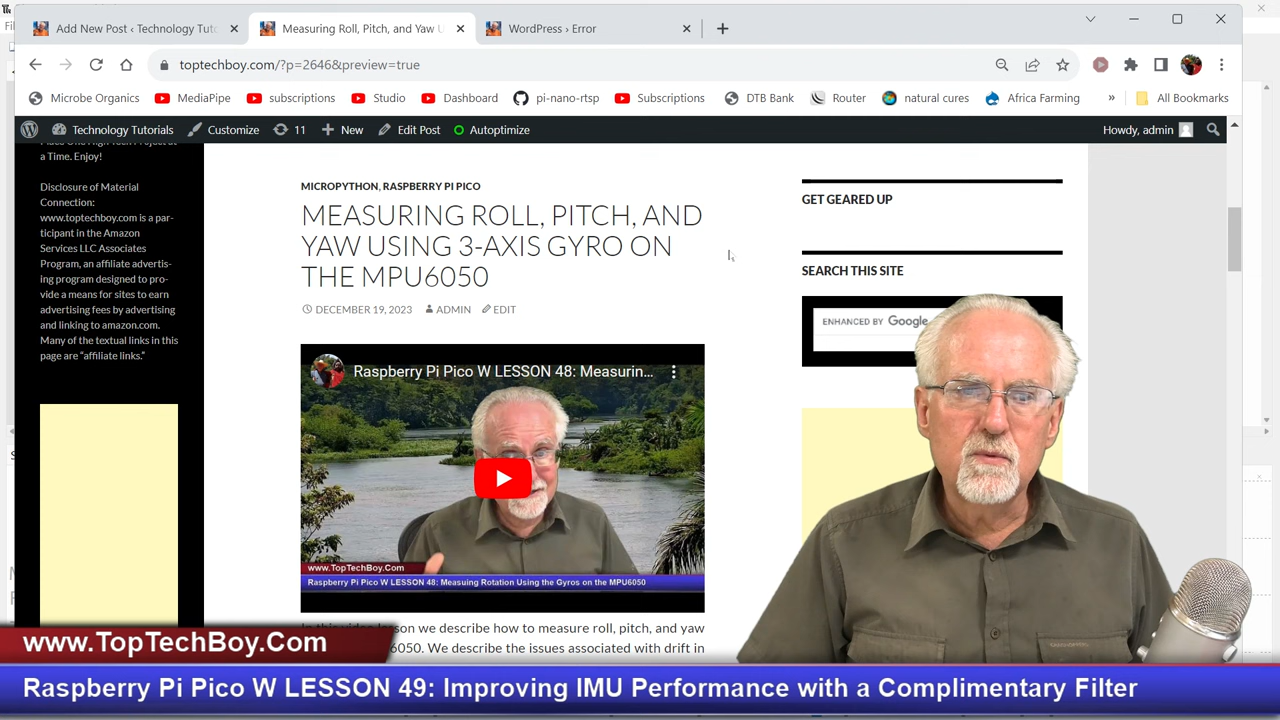 Add New Post ‹ Technology Tuto
Measuring Roll, Pitch, and Yaw U
WordPress › Error
toptechboy.com/?p=2646&preview=true
Microbe Organics
MediaPipe
subscriptions
Studio
Dashboard
pi-nano-rtsp
Subscriptions
DTB Bank
Router
natural cures
Africa Farming
»
All Bookmarks
Technology Tutorials
Customize
11
New
Edit Post
Autoptimize
Howdy, admin
a Time. Enjoy!
Disclosure of Material
Connection:
www.toptechboy.com is a par-
ticipant in the Amazon
Services LLC Associates
Program, an affiliate advertis-
ing program designed to pro-
vide a means for sites to earn
advertising fees by advertising
and linking to amazon.com.
Many of the textual links in this
page are “affiliate links.”
MICROPYTHON, RASPBERRY PI PICO
MEASURING ROLL, PITCH, AND
YAW USING 3-AXIS GYRO ON
THE MPU6050
DECEMBER 19, 2023
ADMIN
EDIT
Raspberry Pi Pico W LESSON 48: Measurin...
www.TopTechBoy.Com
Raspberry Pi Pico W LESSON 48: Measuing Rotation Using the Gyros on the MPU6050
lesson we describe how to measure roll, pitch, and yaw
6050. We describe the issues associated with drift in
GET GEARED UP
SEARCH THIS SITE
ENHANCED BY Google
www.TopTechBoy.Com
Raspberry Pi Pico W LESSON 49: Improving IMU Performance with a Complimentary Filter